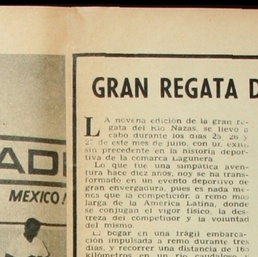 GRAN REGATA D
LA novena edición de la gran re-
gata del Río Nazas, se llevó a
cabo durante los días 25, 26 y
27 de este mes de julio, con un éxito
sin precedente en la historia depor-
tiva de la comarca Lagunera.
Lo que fue una simpática aven-
tura hace diez años, hoy se ha trans-
formado en un evento deportivo de
gran envergadura, pues es nada me-
nos que la competición a remo más
larga de la América Latina, donde
se conjugan el vigor físico, la des-
treza del competidor y la voluntad
del mismo.
El bogar en una frágil embarca-
ción impulsada a remo durante tres
días, y recorrer una distancia de 165
kilómetros en un río caudaloso y
AD
MEXICO!